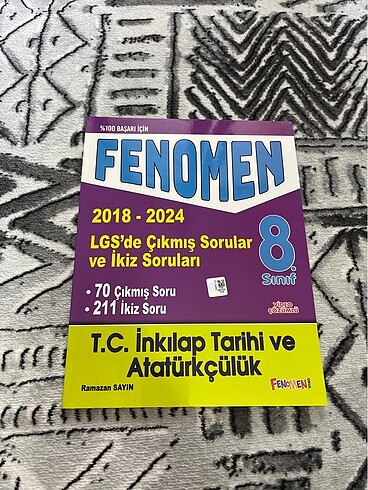 %100 BAŞARI İÇİN
FENOMEN
2018 - 2024
LGS'de Çıkmış Sorular
ve İkiz Soruları
8.
Sınıf
• 70 Çıkmış Soru
• 211 İkiz Soru
VİDEO
ÇÖZÜMLÜ
T.C. İnkılap Tarihi ve
Atatürkçülük
Ramazan SAYIN
FENOMEN